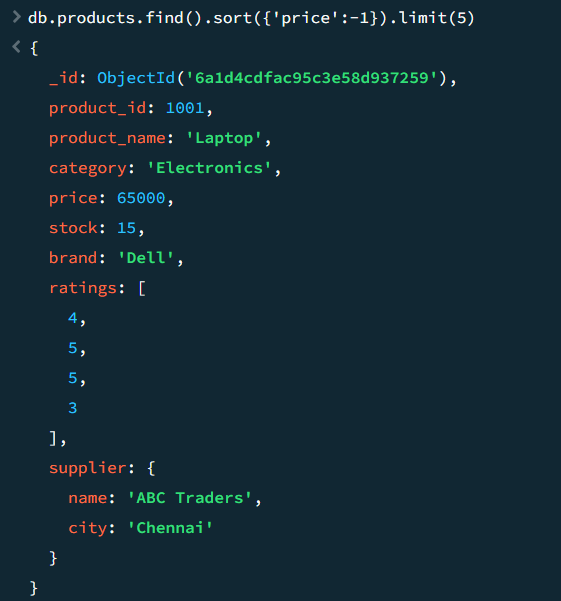 > db.products.find().sort({'price':-1}).limit(5)
< {
_id: ObjectId('6a1d4cdfac95c3e58d937259'),
product_id: 1001,
product_name: 'Laptop',
category: 'Electronics',
price: 65000,
stock: 15,
brand: 'Dell',
ratings: [
4,
5,
5,
3
],
supplier: {
name: 'ABC Traders',
city: 'Chennai'
}
}